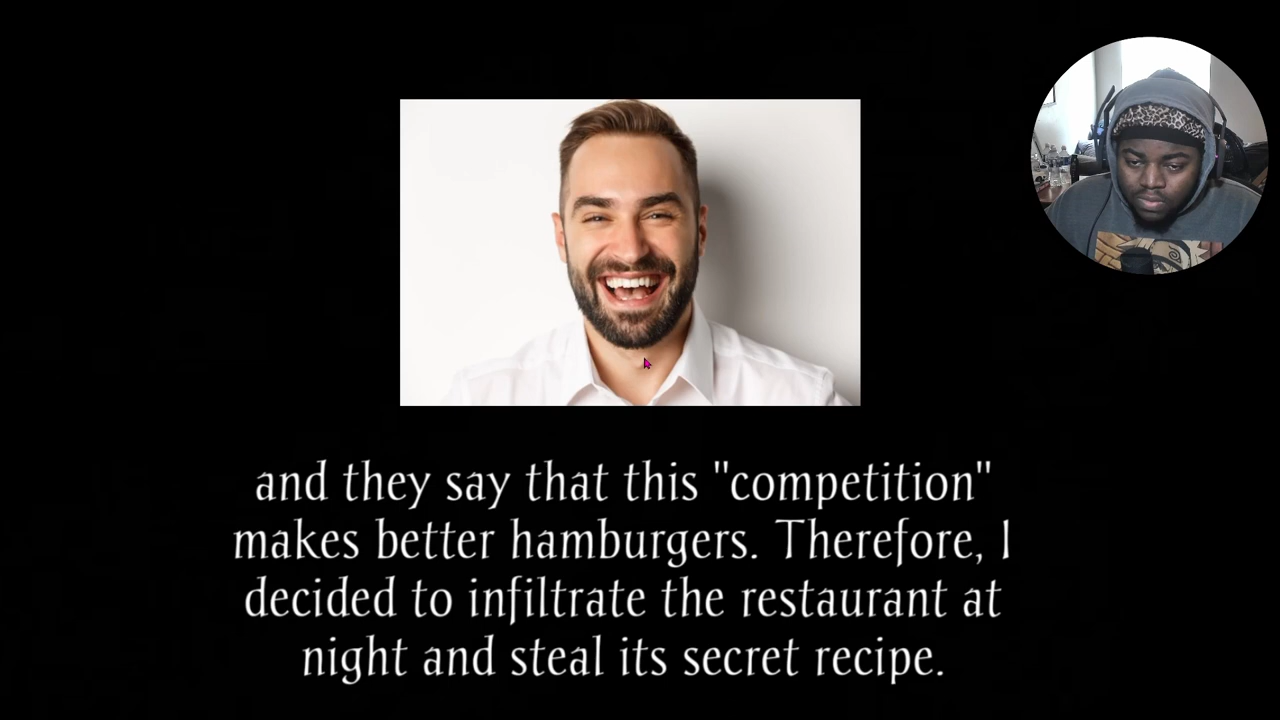 and they say that this "competition"
makes better hamburgers. Therefore, I
decided to infiltrate the restaurant at
night and steal its secret recipe.